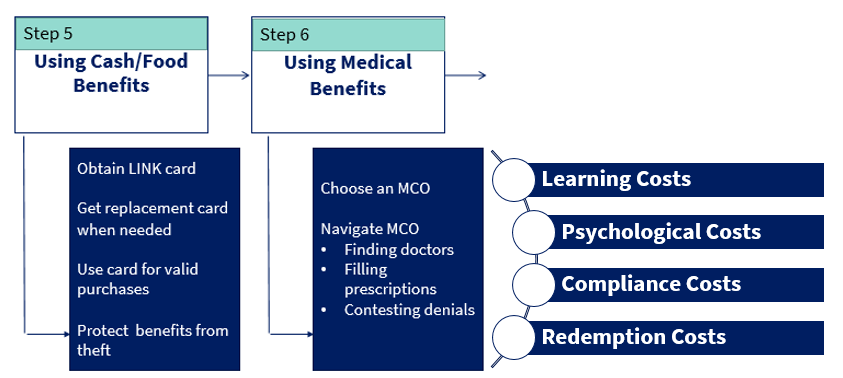 Step 5
Using Cash/Food
Benefits
Step 6
Using Medical
Benefits
Obtain LINK card
Get replacement card
when needed
Use card for valid
purchases
Protect benefits from
theft
Choose an MCO
Navigate MCO
• Finding doctors
• Filling
prescriptions
• Contesting denials
Learning Costs
Psychological Costs
Compliance Costs
Redemption Costs